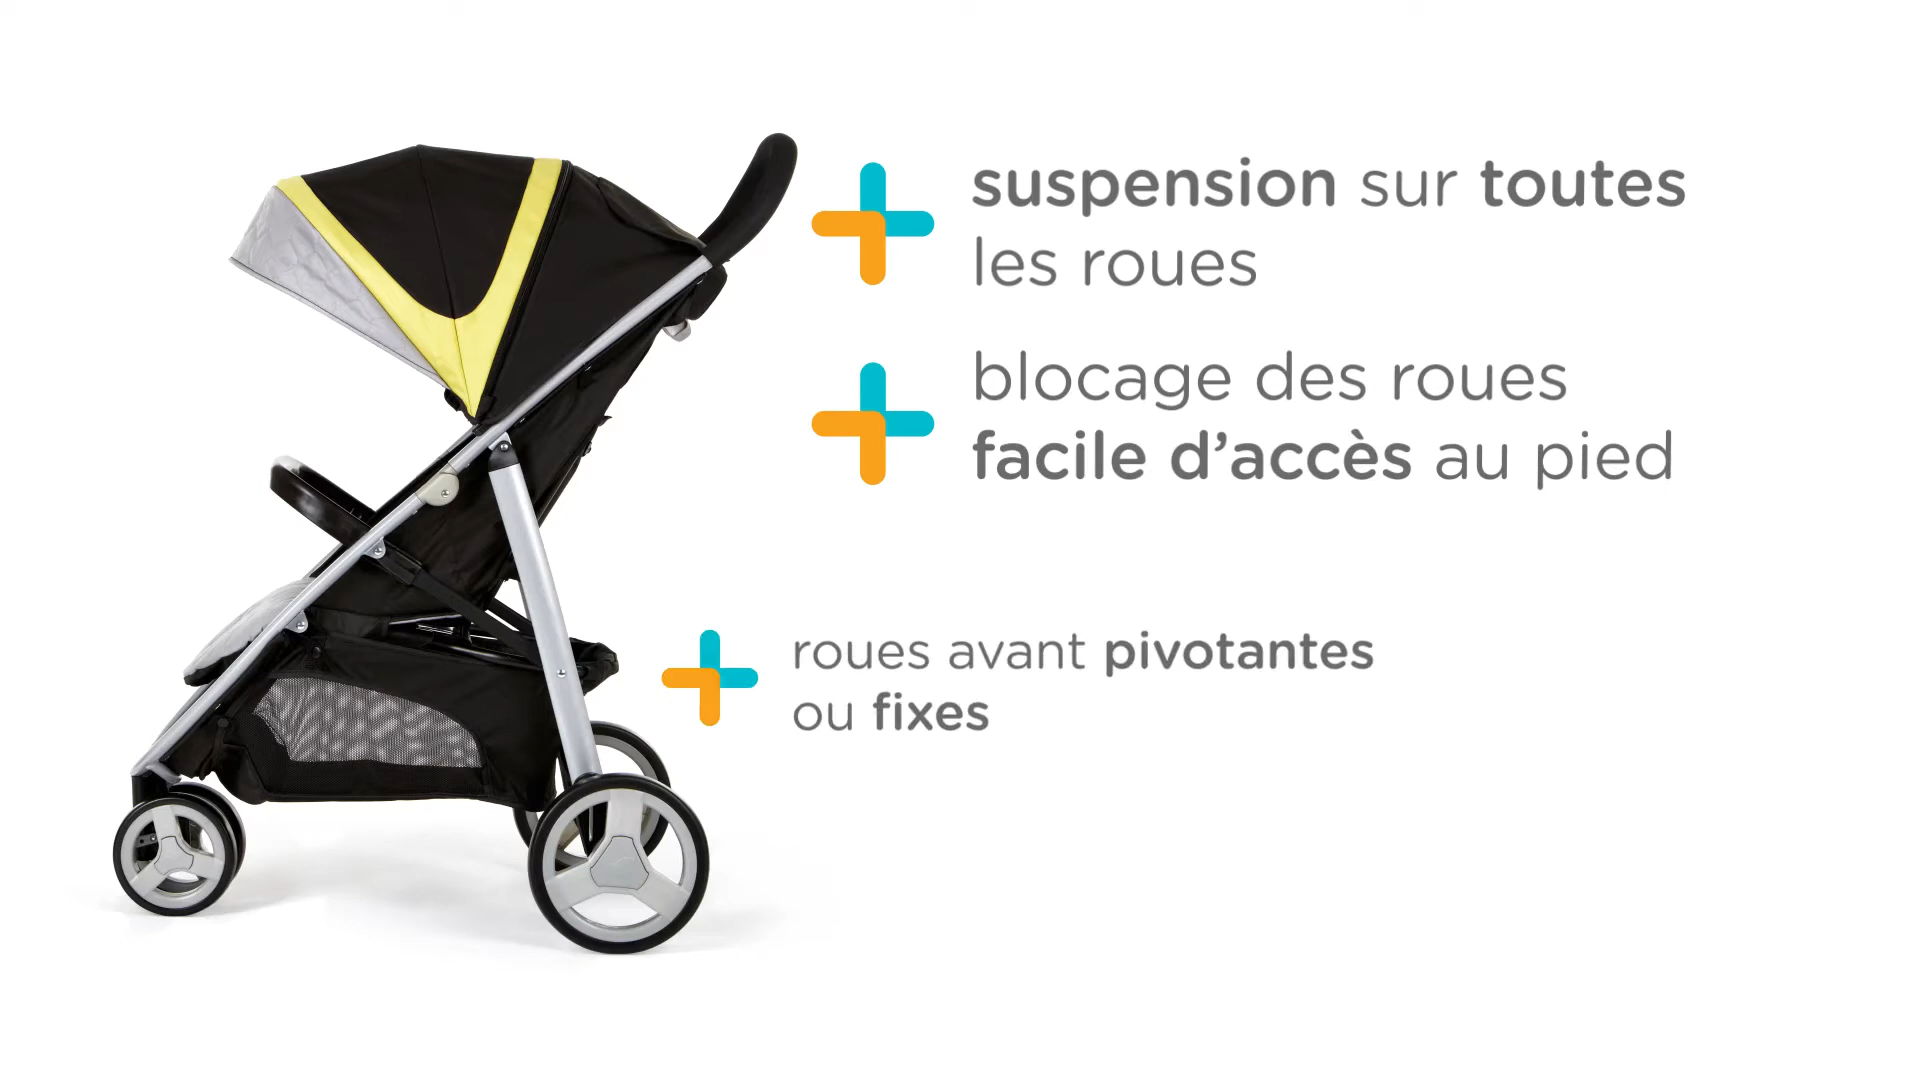 suspension sur toutes
les roues
blocage des roues
facile d’accès au pied
roues avant pivotantes
ou fixes